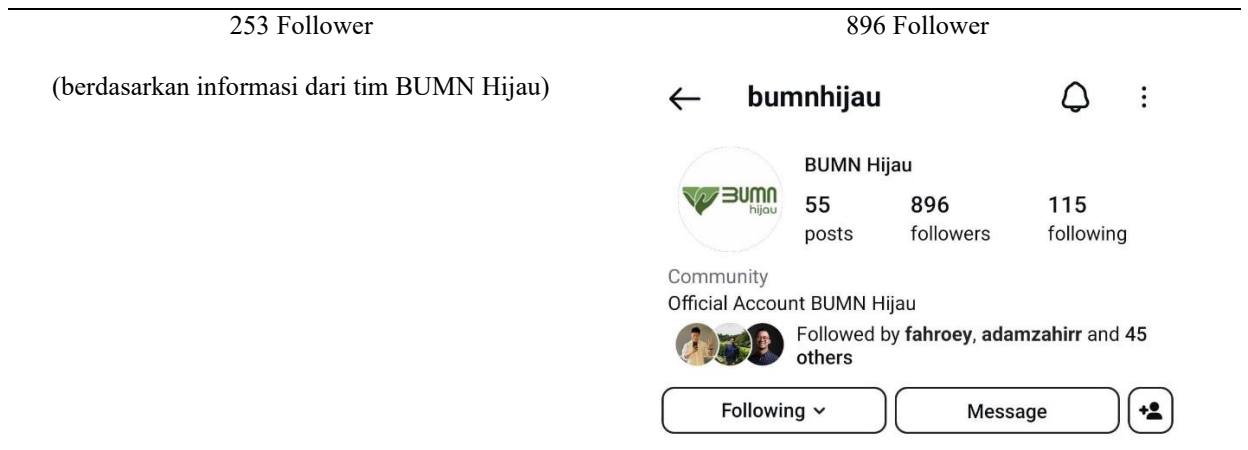 253 Follower
896 Follower
(berdasarkan informasi dari tim BUMN Hijau)
bumnhijau
BUMN Hijau
BUMN
hijau
55
896
115
posts
followers
following
Community
Official Account BUMN Hijau
Followed by fahroey, adamzahirr and 45
others
Following
Message